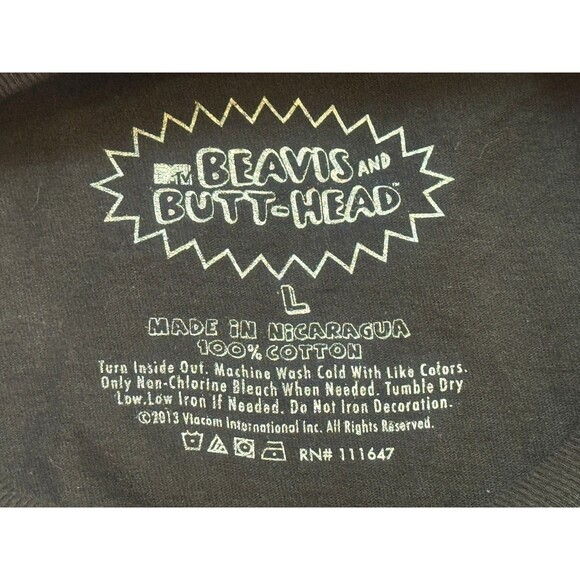 MTV BEAVIS AND
BUTT-HEAD™
L
MADE IN NICARAGUA
100% COTTON
Turn Inside Out. Machine Wash Cold With Like Colors.
Only Non-Chlorine Bleach When Needed. Tumble Dry
Low.Low Iron If Needed. Do Not Iron Decoration.
©2013 Viacom International Inc. All Rights Reserved.
RN# 111647